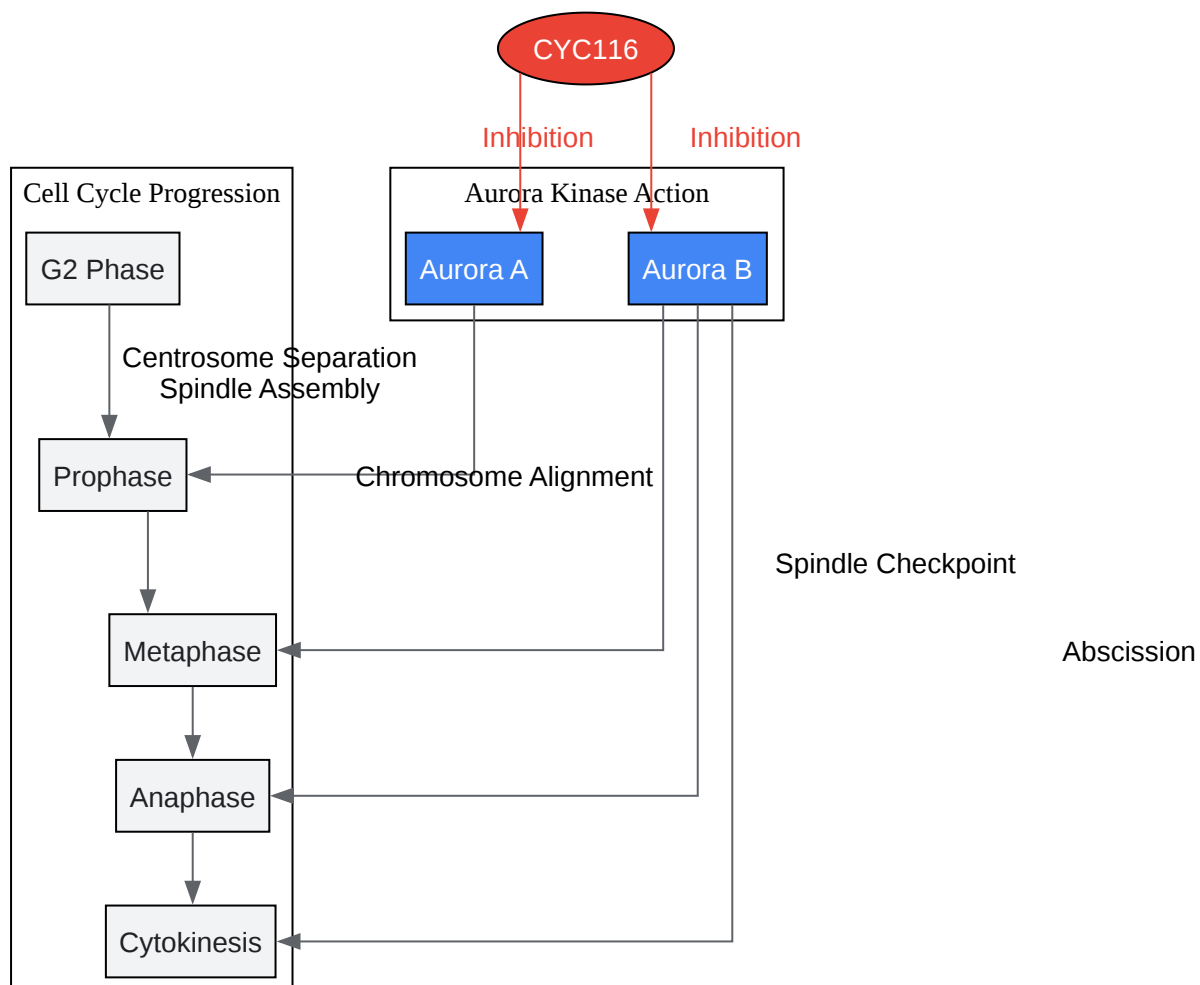 CYC116
Inhibition
Inhibition
Cell Cycle Progression
Aurora Kinase Action
G2 Phase
Aurora A
Aurora B
Centrosome Separation
Spindle Assembly
Prophase
Chromosome Alignment
Spindle Checkpoint
Metaphase
Abscission
Anaphase
Cytokinesis